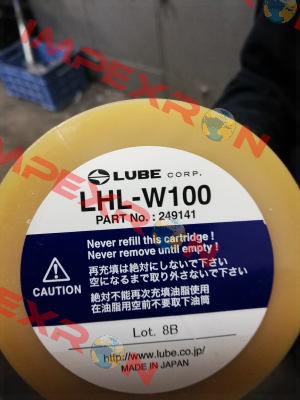 IMPEXRON
LUBE CORP.
LHL-W100
PART No. : 249141
Never refill this cartridge !
Never remove until empty !
CAUTION
再充填は絶対にしないで下さい
空になるまで取り外さないで下さい
絶対不能再次充填油脂使用
在油脂用空前不要取下油筒
Lot. 8B
http://www.lube.co.jp/
MADE IN JAPAN